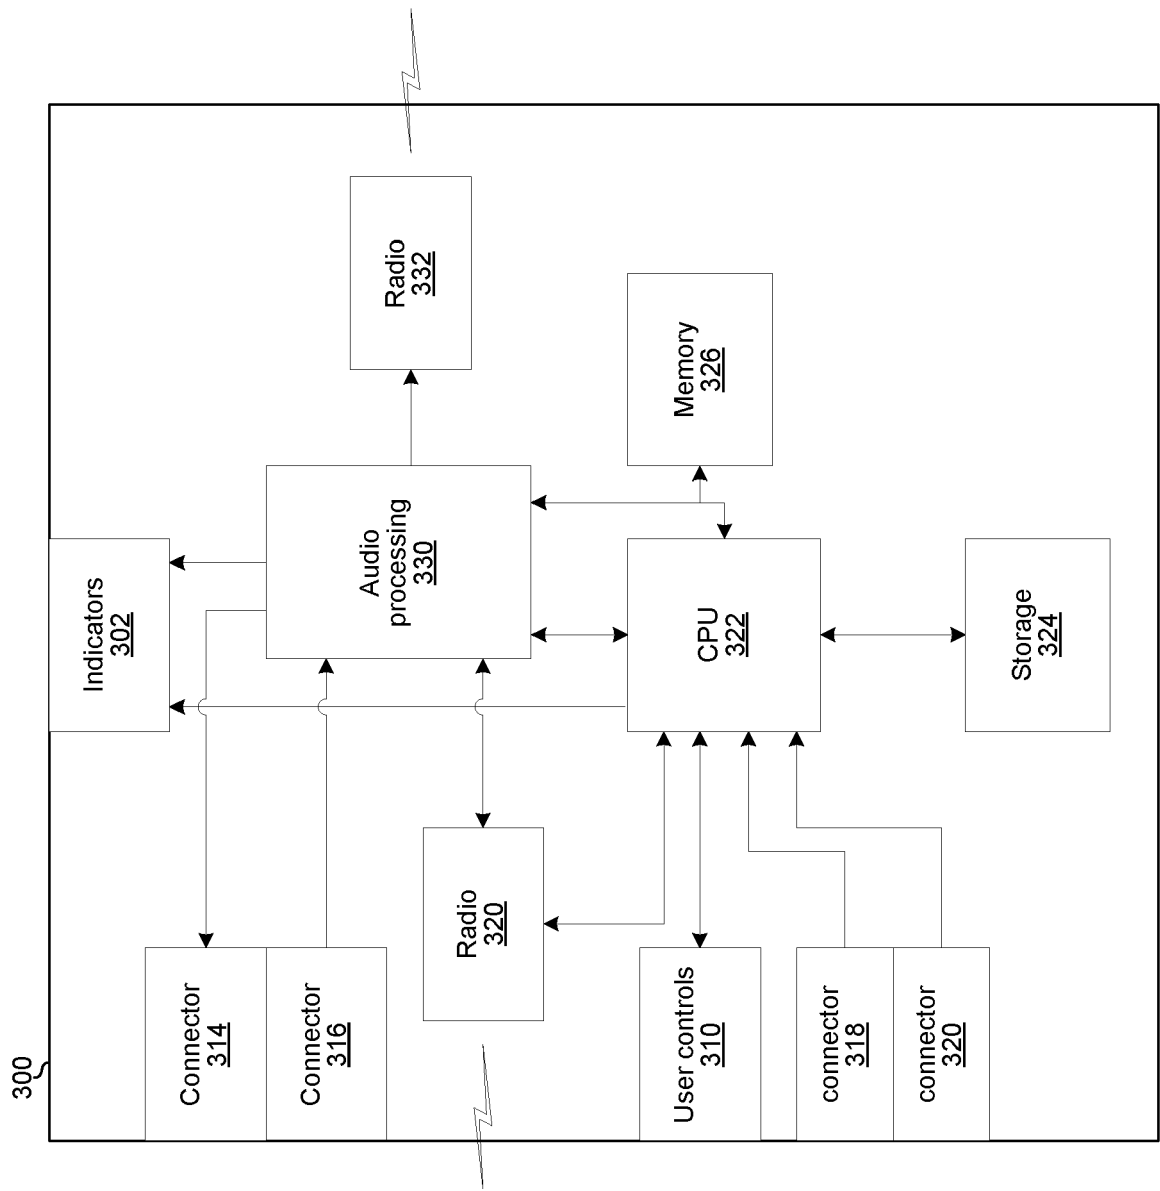 300
Indicators
302
Connector
314
Connector
316
Audio
processing
330
Radio
332
Radio
320
Memory
326
CPU
322
User controls
310
connector
318
connector
320
Storage
324